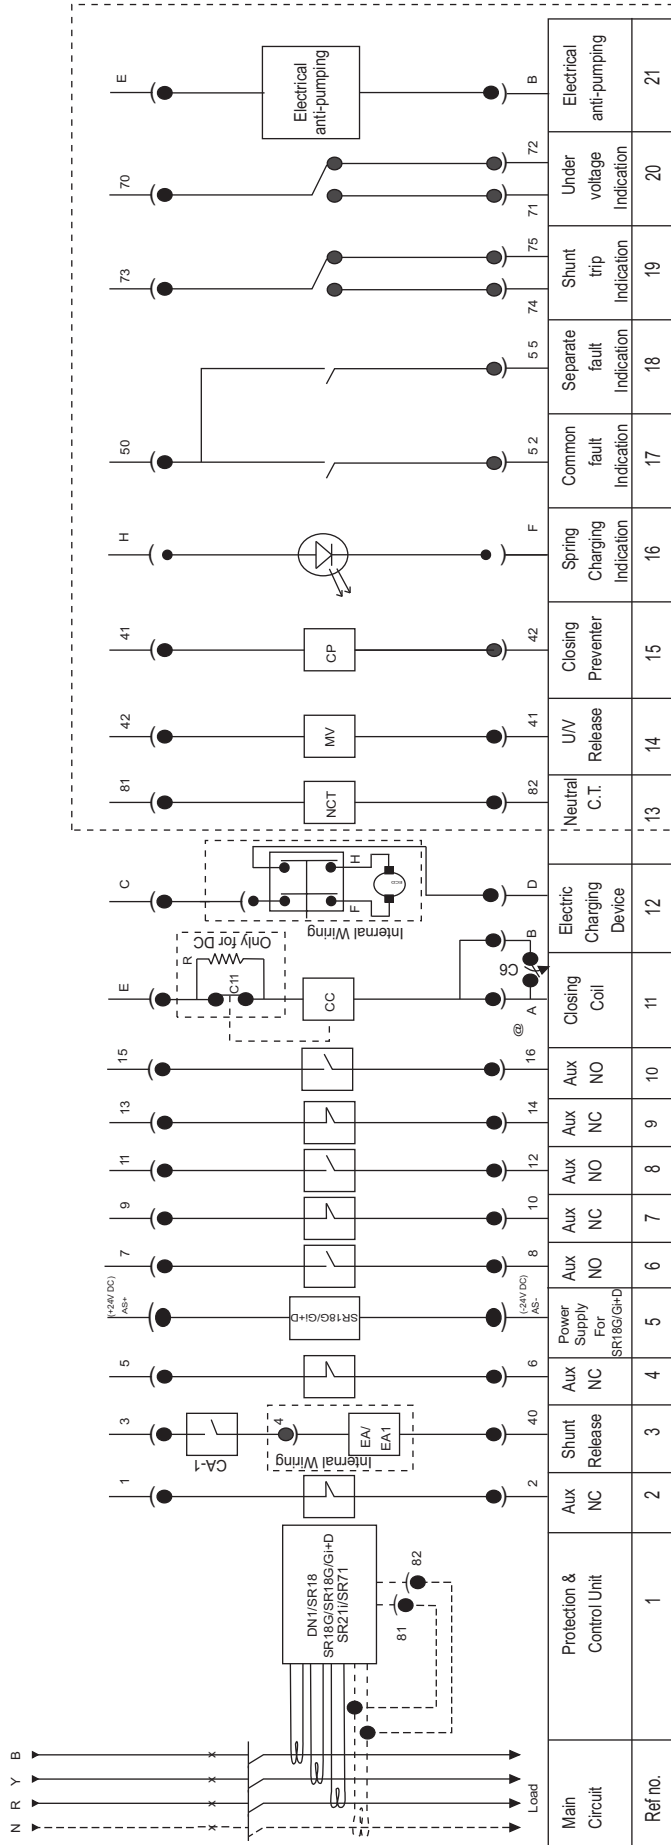 N
R
Y
B
Load
DN1/SR18
SR18G/SR18G/Gi+D
SR21i/SR71
81
82
1
2
3
CA-1
4
Internal Wiring
EA/
EA1
40
5
6
(+24V DC)
AS+
SR18G/Gi+D
(-24V DC)
AS-
7
8
9
10
11
12
13
14
15
16
E
Only for DC
R
C11
CC
@
A
B
C6
C
Internal Wiring
F
H
D
81
NCT
82
42
MV
41
41
CP
42
H
F
50
5 2
5 5
73
74
75
70
71
72
E
Electrical
anti-pumping
B
Main
Circuit
Protection &
Control Unit
Aux
NC
Shunt
Release
Aux
NC
Power
Supply
For
SR18G/Gi+D
Aux
NO
Aux
NC
Aux
NO
Aux
NC
Aux
NO
Closing
Coil
Electric
Charging
Device
Neutral
C.T.
U/V
Release
Closing
Preventer
Spring
Charging
Indication
Common
fault
Indication
Separate
fault
Indication
Shunt
trip
Indication
Under
voltage
Indication
Electrical
anti-pumping
Ref no.
1
2
3
4
5
6
7
8
9
10
11
12
13
14
15
16
17
18
19
20
21